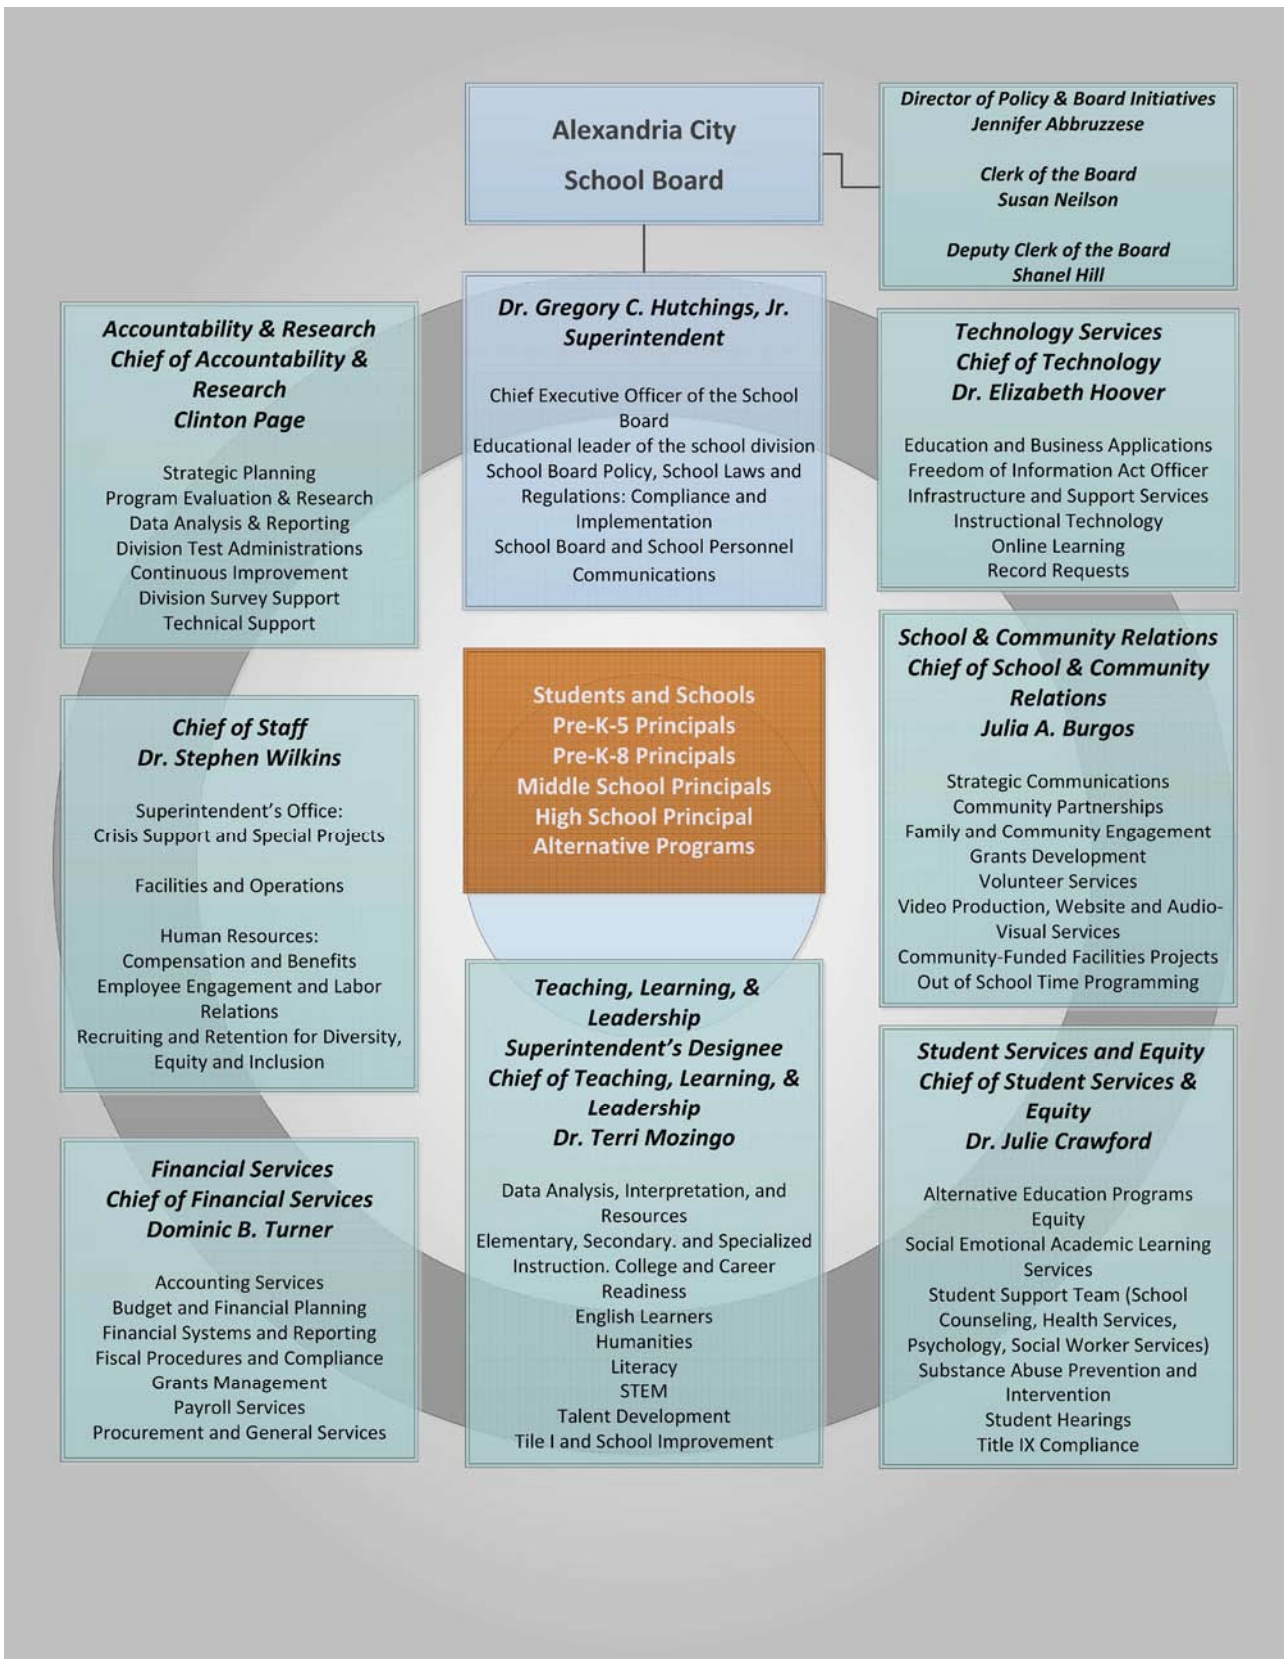 Alexandria City
School Board
Director of Policy & Board Initiatives
Jennifer Abbruzzese
Clerk of the Board
Susan Neilson
Deputy Clerk of the Board
Shanel Hill
Dr. Gregory C. Hutchings, Jr.
Superintendent
Chief Executive Officer of the School
Board
Educational leader of the school division
School Board Policy, School Laws and
Regulations: Compliance and
Implementation
School Board and School Personnel
Communications
Accountability & Research
Chief of Accountability &
Research
Clinton Page
Strategic Planning
Program Evaluation & Research
Data Analysis & Reporting
Division Test Administrations
Continuous Improvement
Division Survey Support
Technical Support
Technology Services
Chief of Technology
Dr. Elizabeth Hoover
Education and Business Applications
Freedom of Information Act Officer
Infrastructure and Support Services
Instructional Technology
Online Learning
Record Requests
Students and Schools
Pre-K-5 Principals
Pre-K-8 Principals
Middle School Principals
High School Principal
Alternative Programs
School & Community Relations
Chief of School & Community
Relations
Julia A. Burgos
Strategic Communications
Community Partnerships
Family and Community Engagement
Grants Development
Volunteer Services
Video Production, Website and Audio-
Visual Services
Community-Funded Facilities Projects
Out of School Time Programming
Chief of Staff
Dr. Stephen Wilkins
Superintendent's Office:
Crisis Support and Special Projects
Facilities and Operations
Human Resources:
Compensation and Benefits
Employee Engagement and Labor
Relations
Recruiting and Retention for Diversity,
Equity and Inclusion
Teaching, Learning, &
Leadership
Superintendent's Designee
Chief of Teaching, Learning, &
Leadership
Dr. Terri Mozingo
Data Analysis, Interpretation, and
Resources
Elementary, Secondary. and Specialized
Instruction. College and Career
Readiness
English Learners
Humanities
Literacy
STEM
Talent Development
Tile I and School Improvement
Student Services and Equity
Chief of Student Services &
Equity
Dr. Julie Crawford
Alternative Education Programs
Equity
Social Emotional Academic Learning
Services
Student Support Team (School
Counseling, Health Services,
Psychology, Social Worker Services)
Substance Abuse Prevention and
Intervention
Student Hearings
Title IX Compliance
Financial Services
Chief of Financial Services
Dominic B. Turner
Accounting Services
Budget and Financial Planning
Financial Systems and Reporting
Fiscal Procedures and Compliance
Grants Management
Payroll Services
Procurement and General Services